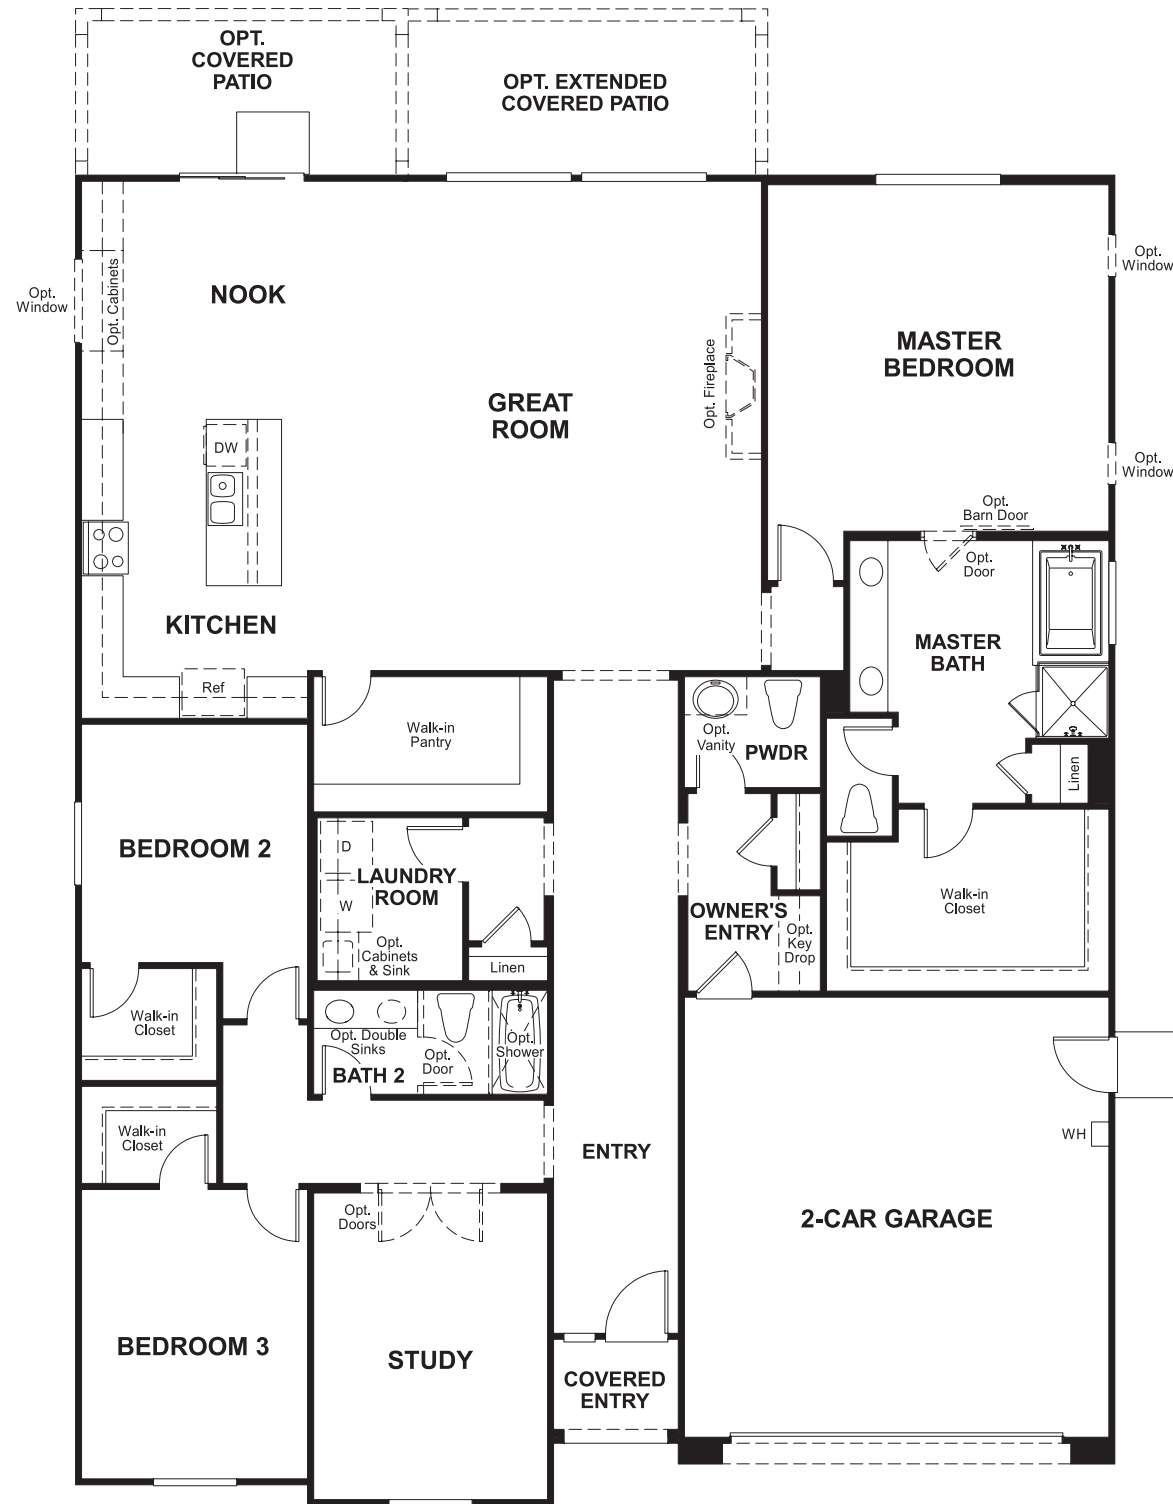 OPT.
COVERED
PATIO
OPT. EXTENDED
COVERED PATIO
Opt.
Window
Opt. Cabinets
NOOK
GREAT
ROOM
Opt. Fireplace
MASTER
BEDROOM
Opt.
Window
Opt.
Window
DW
Opt.
Barn Door
Opt.
Door
KITCHEN
MASTER
BATH
Ref
Walk-in
Pantry
Opt.
Vanity
PWDR
Linen
BEDROOM 2
D
LAUNDRY
ROOM
W
Opt.
Cabinets
& Sink
Linen
OWNER'S
ENTRY
Opt.
Key
Drop
Walk-in
Closet
Walk-in
Closet
Opt. Double
Sinks
Opt.
Door
Opt.
Shower
BATH 2
Walk-in
Closet
ENTRY
WH
Opt.
Doors
2-CAR GARAGE
BEDROOM 3
STUDY
COVERED
ENTRY